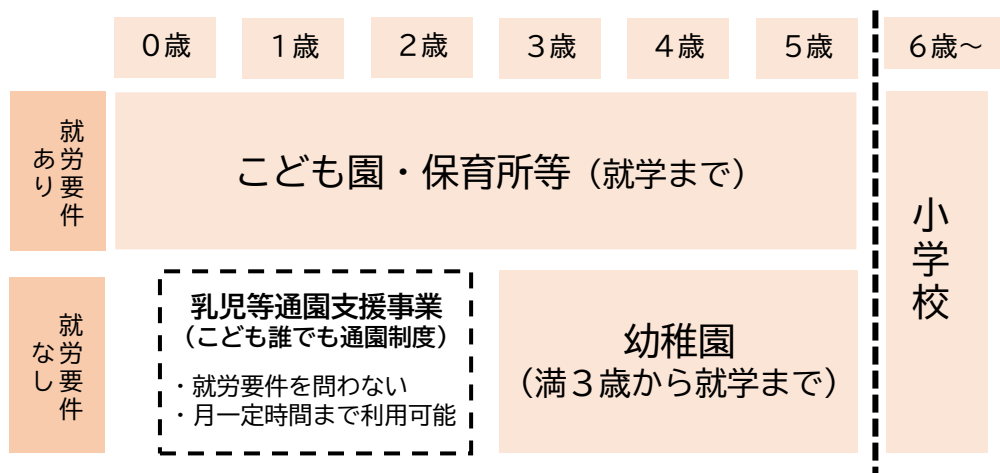 ０歳
１歳
２歳
３歳
４歳
５歳
６歳～
就労要件
あり
こども園・保育所等（就学まで）
小学校
就労要件
なし
乳児等通園支援事業
（こども誰でも通園制度）
・就労要件を問わない
・月一定時間まで利用可能
幼稚園
（満３歳から就学まで）